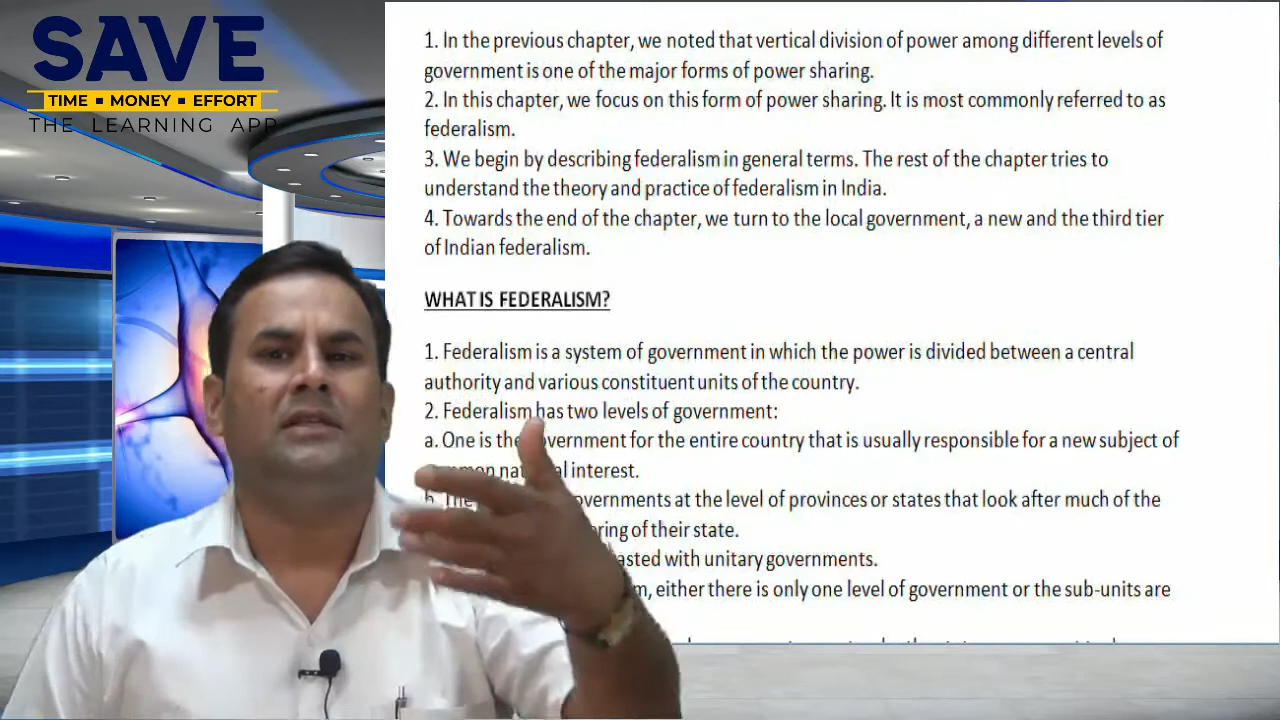 SAVE
TIME ▪ MONEY ▪ EFFORT
THE LEARNING APP
1. In the previous chapter, we noted that vertical division of power among different levels of
government is one of the major forms of power sharing.
2. In this chapter, we focus on this form of power sharing. It is most commonly referred to as
federalism.
3. We begin by describing federalism in general terms. The rest of the chapter tries to
understand the theory and practice of federalism in India.
4. Towards the end of the chapter, we turn to the local government, a new and the third tier
of Indian federalism.
WHAT IS FEDERALISM?
1. Federalism is a system of government in which the power is divided between a central
authority and various constituent units of the country.
2. Federalism has two levels of government:
a. One is the government for the entire country that is usually responsible for a new subject of
interest.
governments at the level of provinces or states that look after much of the
of their state.
with unitary governments.
either there is only one level of government or the sub-units are